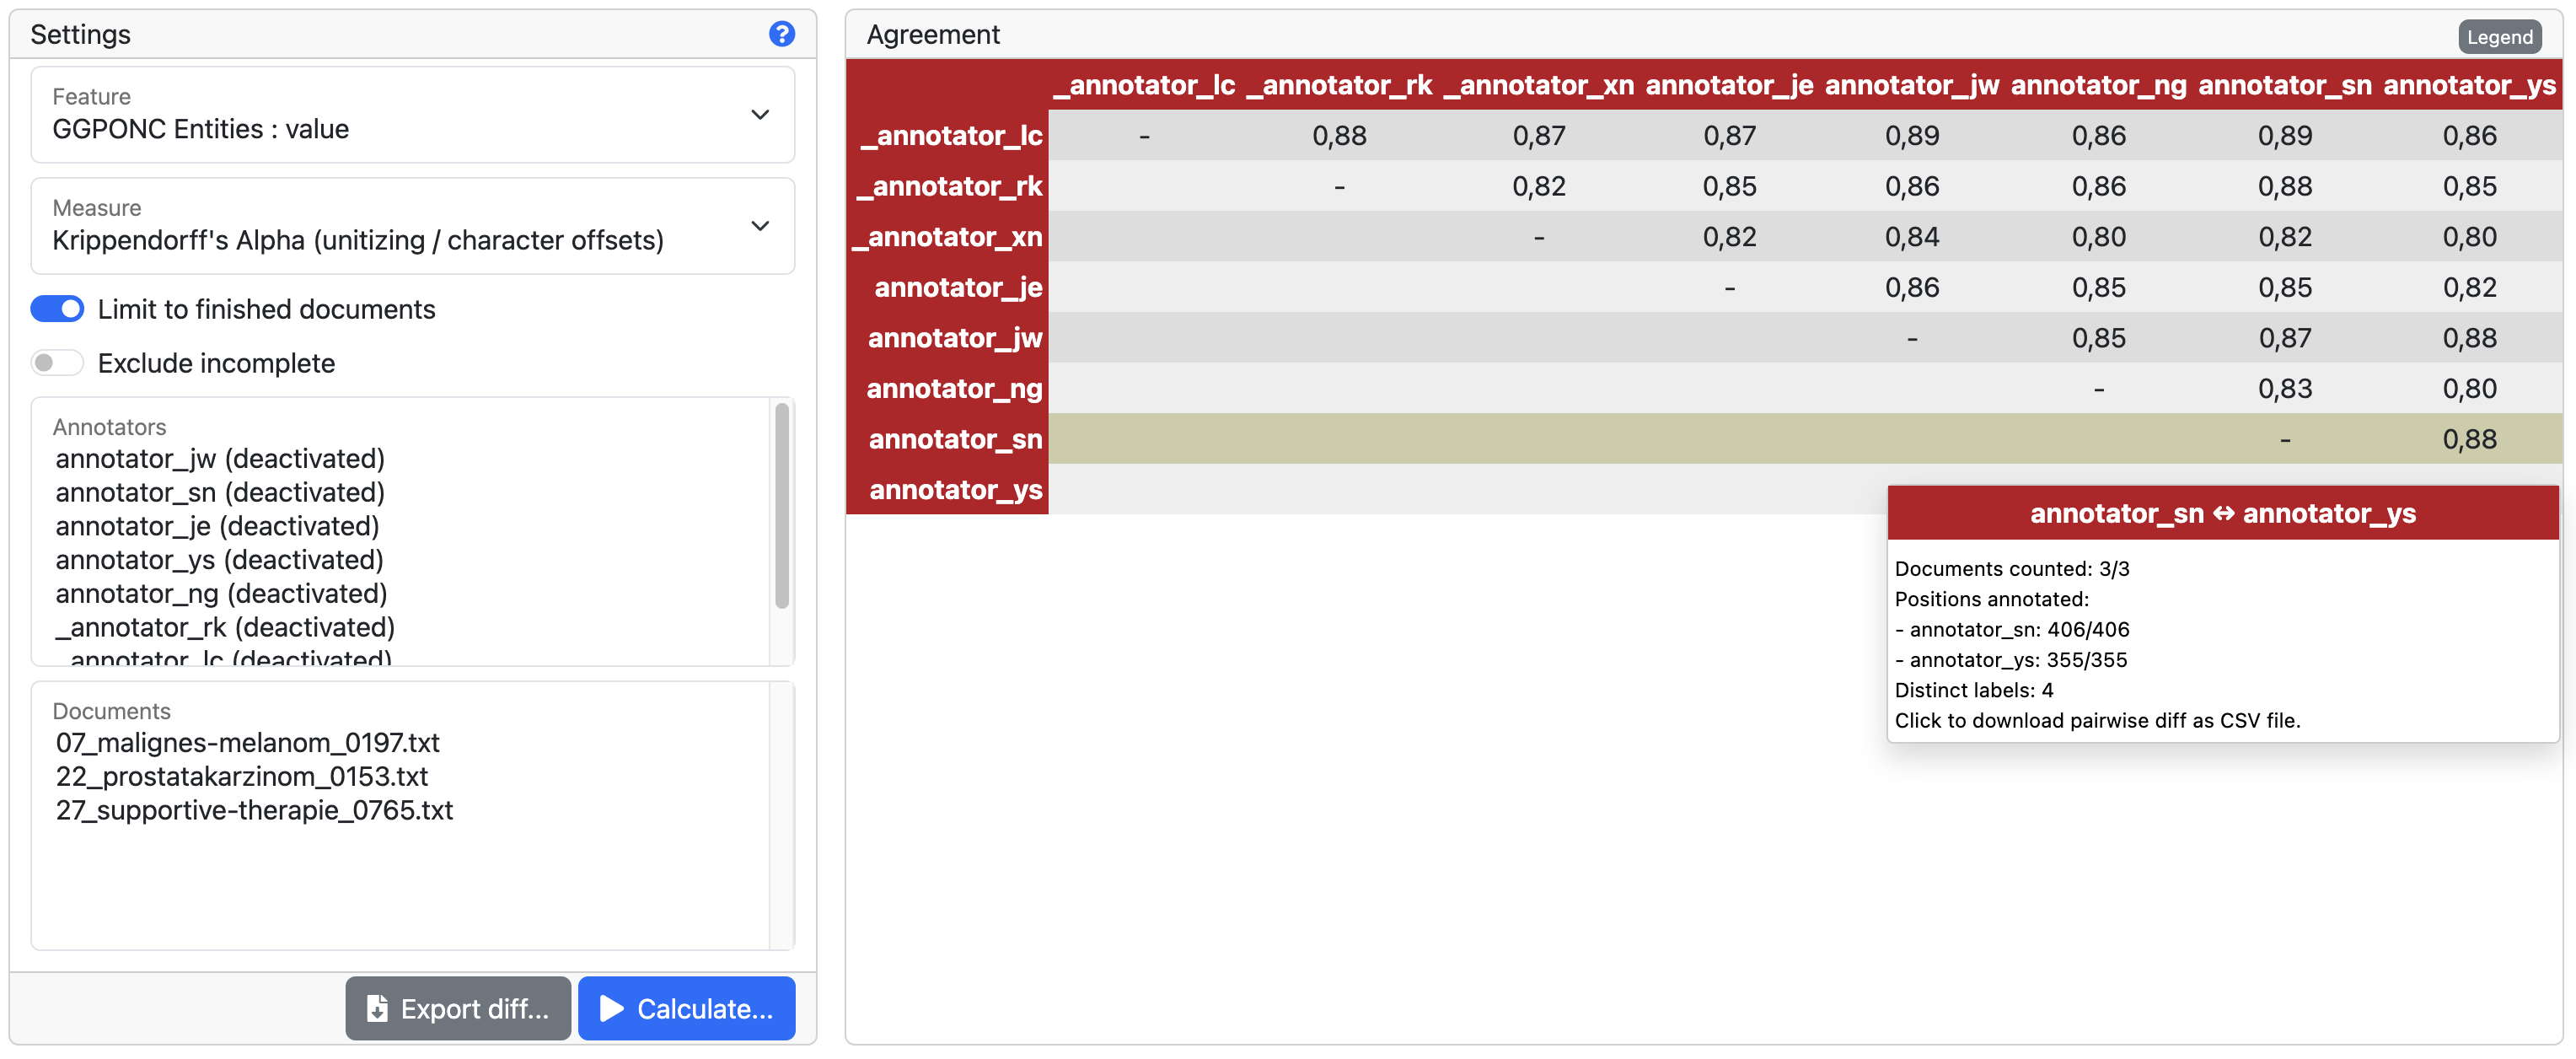 Settings
Feature
GGPONC Entities : value
Measure
Krippendorff's Alpha (unitizing / character offsets)
Limit to finished documents
Exclude incomplete
Annotators
annotator_jw (deactivated)
annotator_sn (deactivated)
annotator_je (deactivated)
annotator_ys (deactivated)
annotator_ng (deactivated)
_annotator_rk (deactivated)
_annotator_lc (deactivated)
Documents
07_malignes-melanom_0197.txt
22_prostatakarzinom_0153.txt
27_supportive-therapie_0765.txt
Export diff...
Calculate...
Agreement
Legend
_annotator_lc _annotator_rk _annotator_xn annotator_je annotator_jw annotator_ng annotator_sn annotator_ys
_annotator_lc - 0,88 0,87 0,87 0,89 0,86 0,89 0,86
_annotator_rk - 0,82 0,85 0,86 0,86 0,88 0,85
_annotator_xn - 0,82 0,84 0,80 0,82 0,80
annotator_je - 0,86 0,85 0,85 0,82
annotator_jw - 0,85 0,87 0,88
annotator_ng - 0,83 0,80
annotator_sn - 0,88
annotator_ys
annotator_sn ↔ annotator_ys
Documents counted: 3/3
Positions annotated:
- annotator_sn: 406/406
- annotator_ys: 355/355
Distinct labels: 4
Click to download pairwise diff as CSV file.